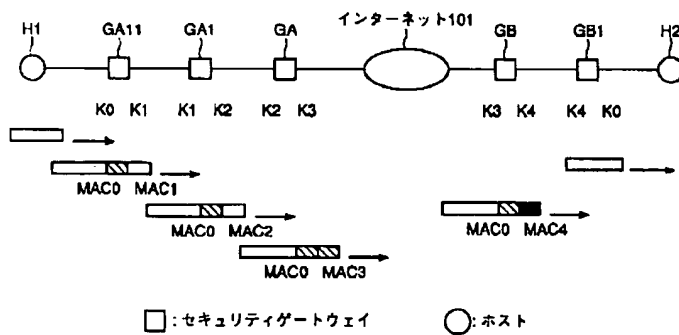 H1 GA11 GA1 GA インターネット101 GB GB1 H2
K0 K1 K1 K2 K2 K3 K3 K4 K4 K0
MAC0 MAC1
MAC0 MAC2 MAC0 MAC4
MAC0 MAC3
:セキュリティゲートウェイ :ホスト